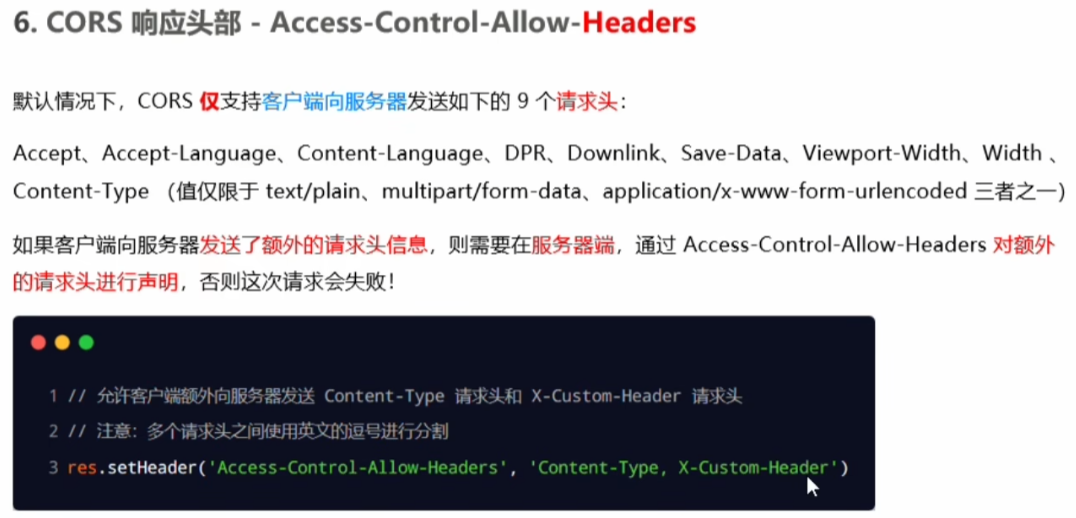 6. CORS 响应头部 - Access-Control-Allow-Headers
默认情况下，CORS 仅支持客户端向服务器发送如下的 9 个请求头：
Accept、Accept-Language、Content-Language、DPR、Downlink、Save-Data、Viewport-Width、Width 、
Content-Type （值仅限于 text/plain、multipart/form-data、application/x-www-form-urlencoded 三者之一）
如果客户端向服务器发送了额外的请求头信息，则需要在服务器端，通过 Access-Control-Allow-Headers 对额外
的请求头进行声明，否则这次请求会失败！
1 // 允许客户端额外向服务器发送 Content-Type 请求头和 X-Custom-Header 请求头
2 // 注意：多个请求头之间使用英文的逗号进行分割
3 res.setHeader('Access-Control-Allow-Headers', 'Content-Type, X-Custom-Header')